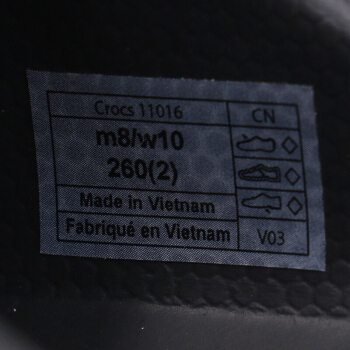 Crocs 11016 CN
m8/w10
260(2)
Made in Vietnam
Fabriqué en Vietnam V03